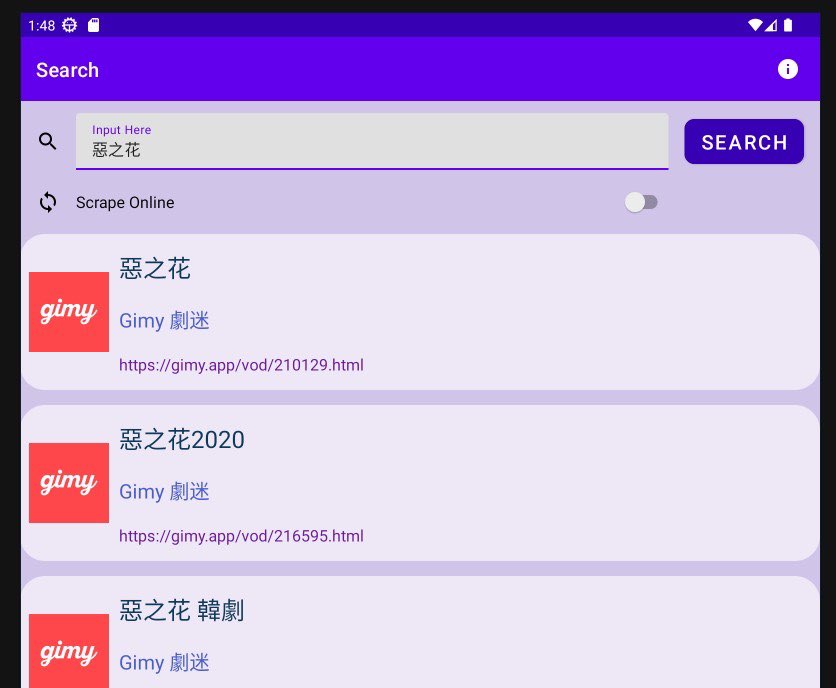 1:48
Search
Input Here
惡之花
SEARCH
Scrape Online
惡之花
gimy
Gimy 劇迷
https://gimy.app/vod/210129.html
惡之花2020
gimy
Gimy 劇迷
https://gimy.app/vod/216595.html
惡之花 韓劇
gimy
Gimy 劇迷